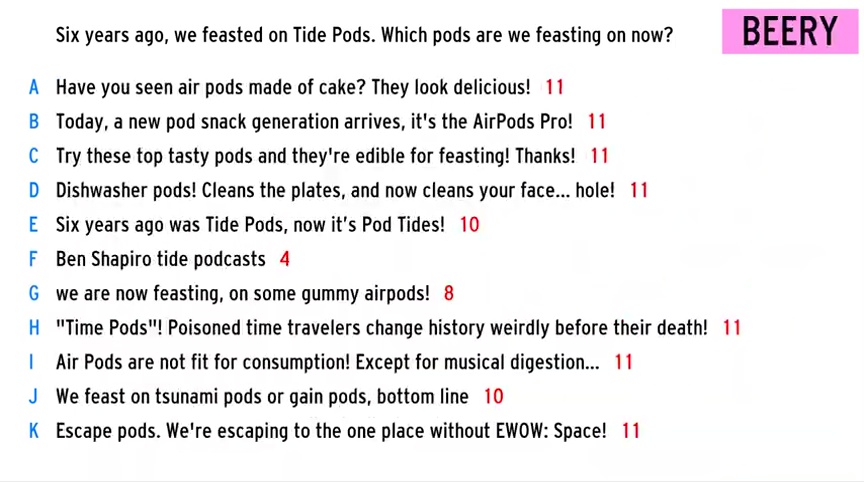 Six years ago, we feasted on Tide Pods. Which pods are we feasting on now?
BEERY
A Have you seen air pods made of cake? They look delicious! 11
B Today, a new pod snack generation arrives, it's the AirPods Pro! 11
C Try these top tasty pods and they're edible for feasting! Thanks! 11
D Dishwasher pods! Cleans the plates, and now cleans your face... hole! 11
E Six years ago was Tide Pods, now it’s Pod Tides! 10
F Ben Shapiro tide podcasts 4
G we are now feasting, on some gummy airpods! 8
H "Time Pods"! Poisoned time travelers change history weirdly before their death! 11
I Air Pods are not fit for consumption! Except for musical digestion... 11
J We feast on tsunami pods or gain pods, bottom line 10
K Escape pods. We're escaping to the one place without EWOW: Space! 11